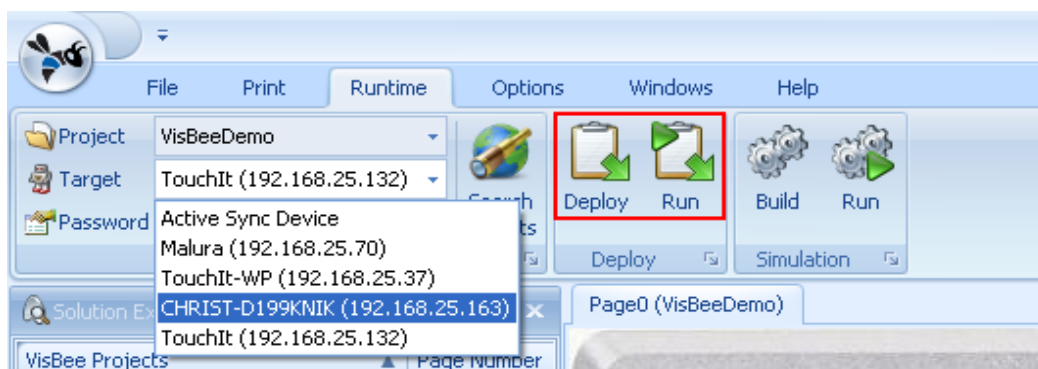 File Print Runtime Options Windows Help
Project VisBeeDemo
Target TouchIt (192.168.25.132)
Password
Active Sync Device
Malura (192.168.25.70)
TouchIt-WP (192.168.25.37)
CHRIST-D199KNIK (192.168.25.163)
TouchIt (192.168.25.132)
Deploy Run
Deploy
Build Run
Simulation
Solution Ex
VisBee Projects Page Number
Page0 (VisBeeDemo)